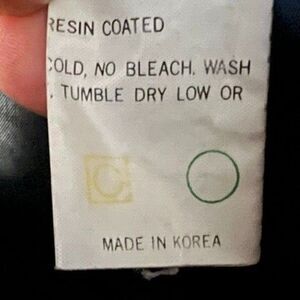 RESIN COATED
COLD, NO BLEACH. WASH
TUMBLE DRY LOW OR
MADE IN KOREA